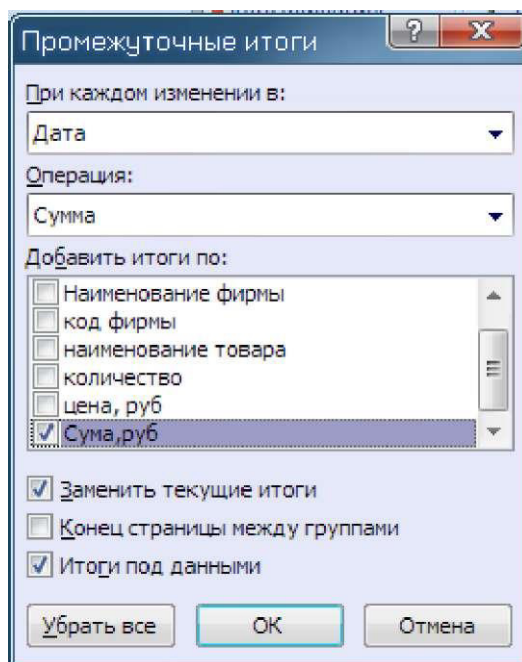 Промежуточные итоги
При каждом изменении в:
Дата
Операция:
Сумма
Добавить итоги по:
Наименование фирмы
код фирмы
наименование товара
количество
цена, руб
Сума,руб
Заменить текущие итоги
Конец страницы между группами
Итоги под данными
Убрать все ОК Отмена